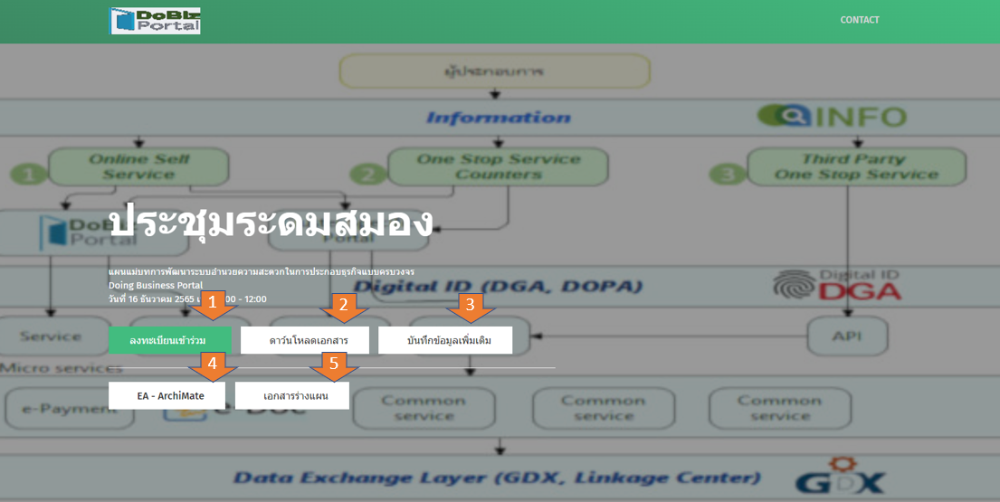 DoBiz
Portal
CONTACT
ผู้ประกอบการ
Information
INFO
1
Online Self
Service
2
One Stop Service
Counters
3
Third Party
One Stop Service
ประชุมระดมสมอง
DoBiz
Portal
Portal
แผนแม่บทการพัฒนาระบบอำนวยความสะดวกในการประกอบธุรกิจแบบครบวงจร
Doing Business Portal
วันที่ 16 ธันวาคม 2565
00 - 12:00
Digital ID (DGA, DOPA)
Digital ID
DGA
1
2
3
Service
ลงทะเบียนเข้าร่วม
ดาวน์โหลดเอกสาร
บันทึกข้อมูลเพิ่มเติม
API
Micro services
4
5
EA - ArchiMate
เอกสารร่างแผน
e-Payment
e-Doc
Common
service
Common
service
Common
service
Data Exchange Layer (GDX, Linkage Center)
GDX